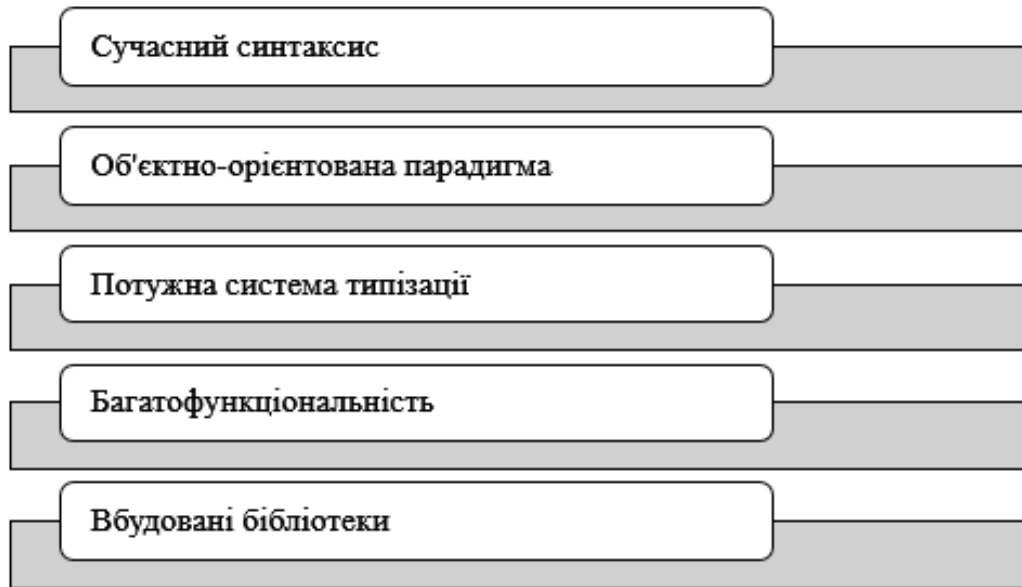 Сучасний синтаксис
Об'єктно-орієнтована парадигма
Потужна система типізації
Багатофункціональність
Вбудовані бібліотеки